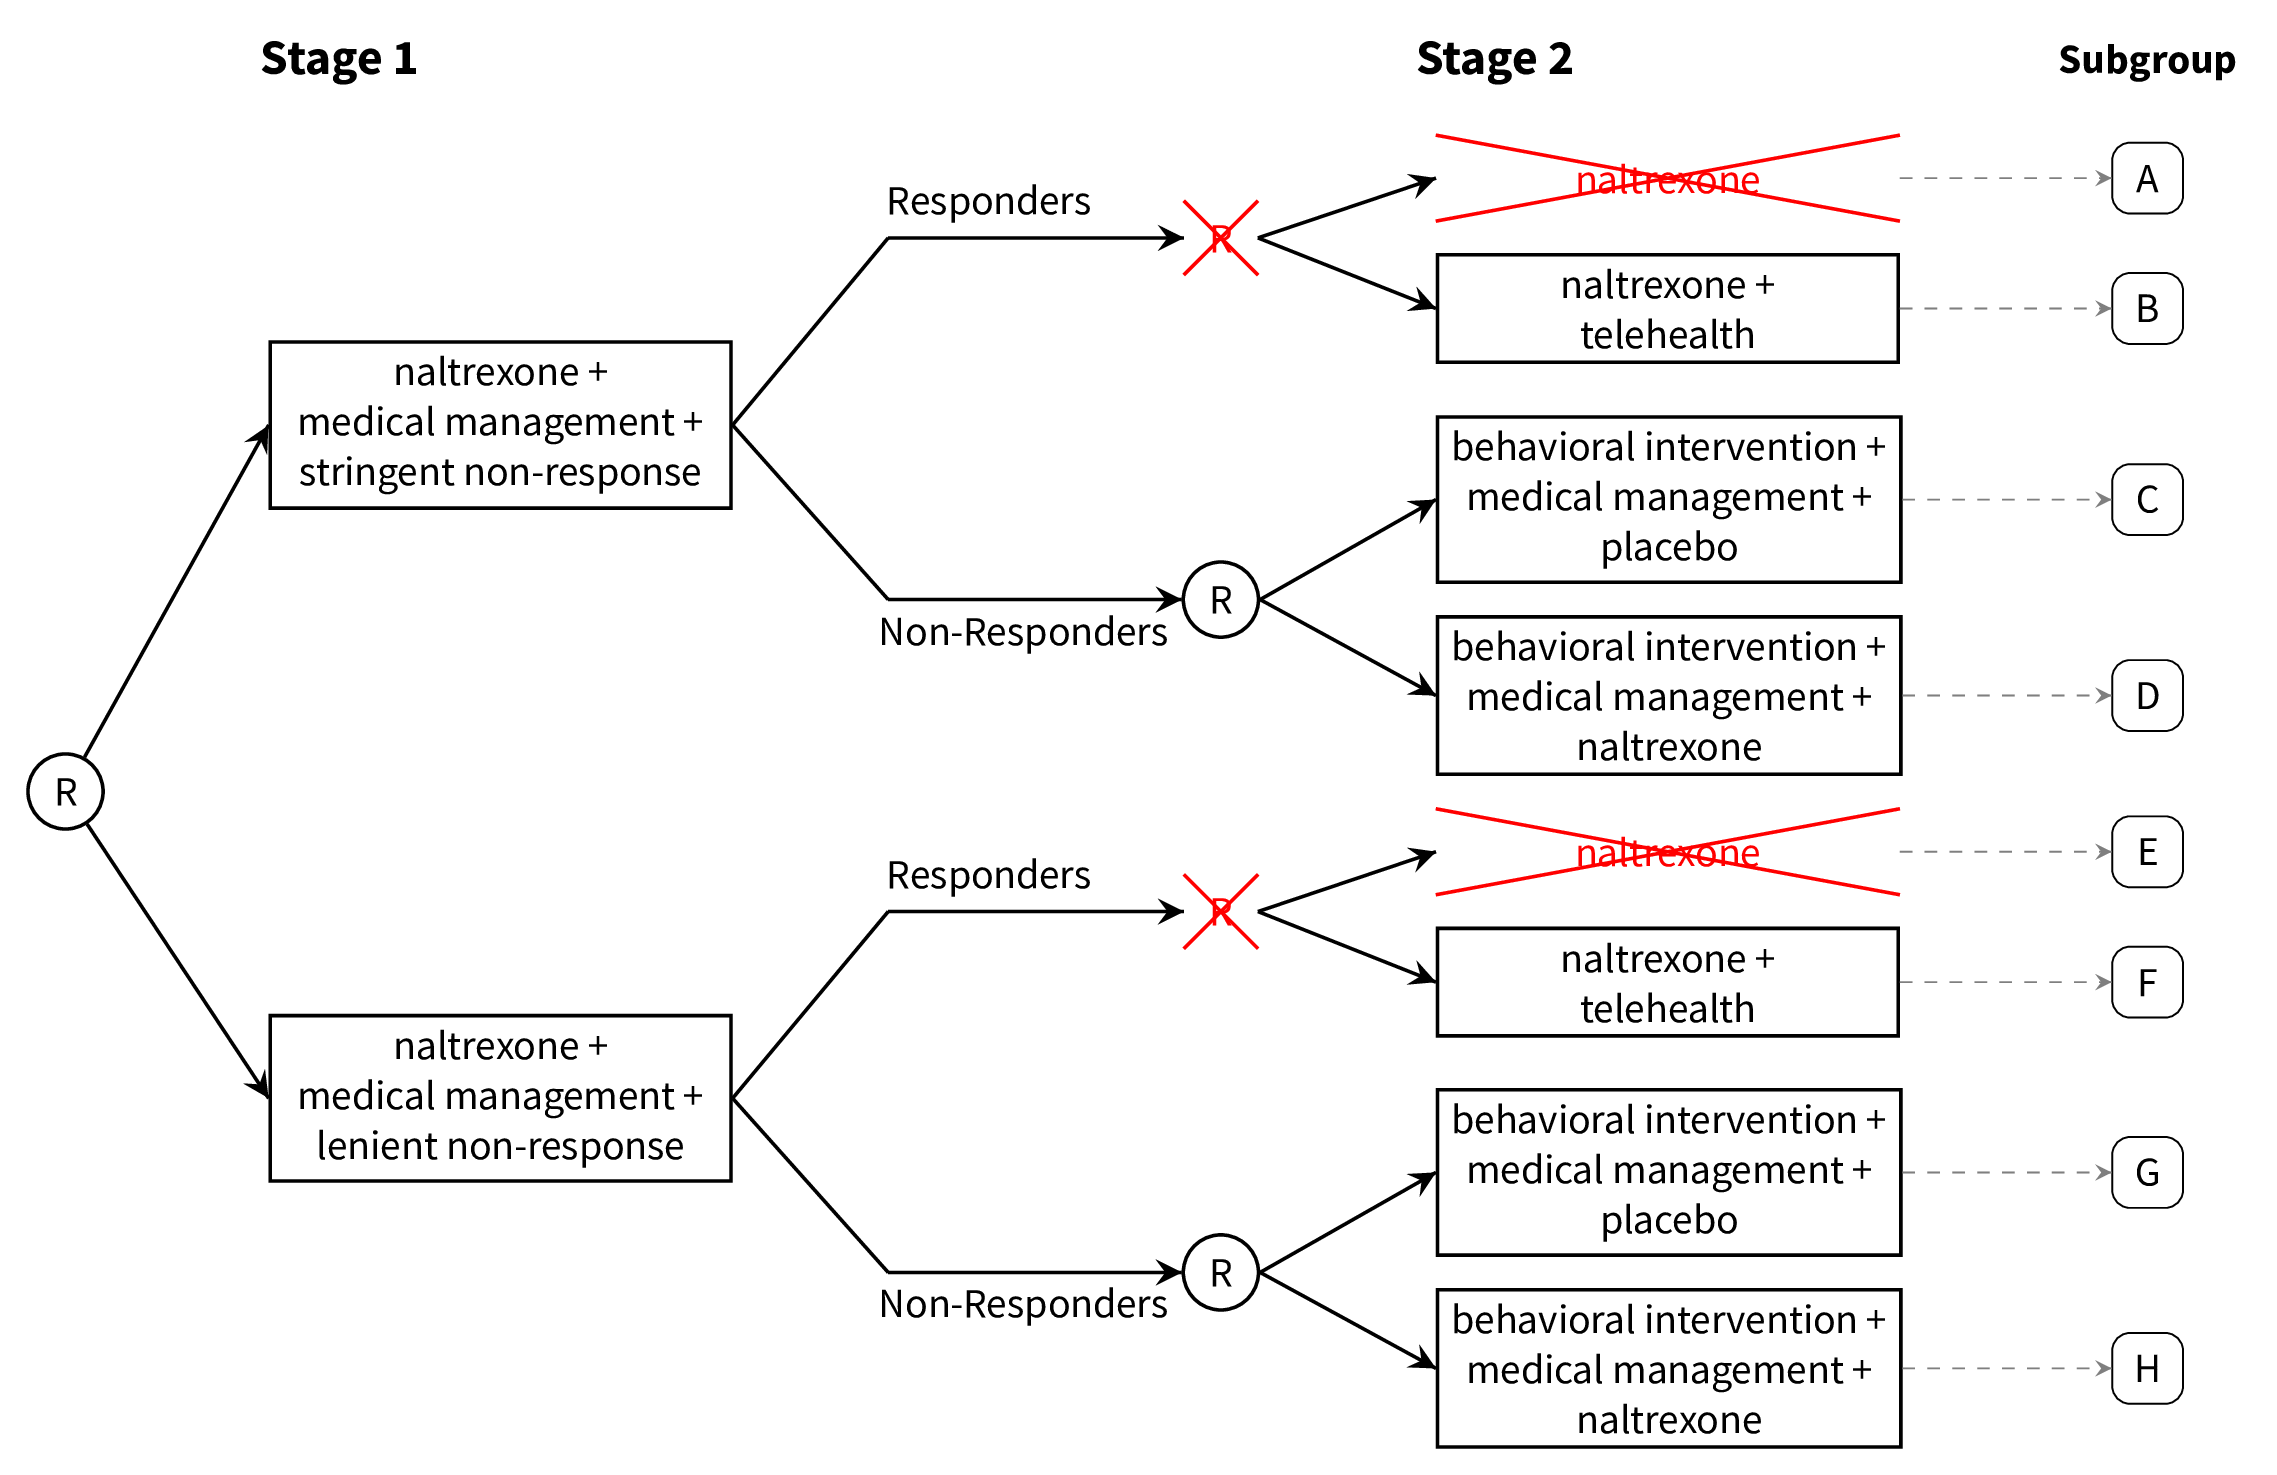 Stage 1
Stage 2
Subgroup
Responders
R
naltrexone
A
naltrexone +
telehealth
B
naltrexone +
medical management +
stringent non-response
behavioral intervention +
medical management +
placebo
C
R
Non-Responders
behavioral intervention +
medical management +
naltrexone
D
R
Responders
R
naltrexone
E
naltrexone +
telehealth
F
naltrexone +
medical management +
lenient non-response
behavioral intervention +
medical management +
placebo
G
R
Non-Responders
behavioral intervention +
medical management +
naltrexone
H